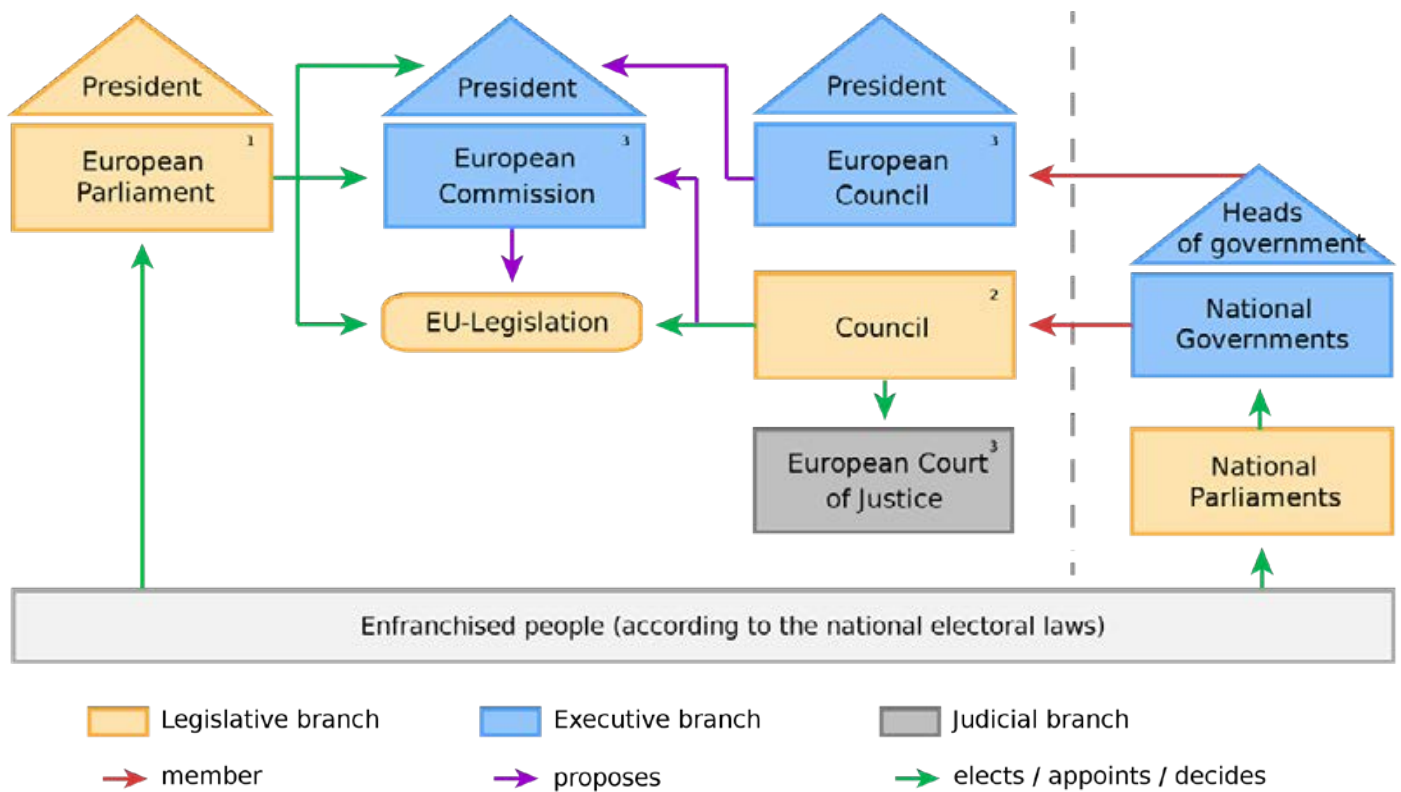 President
President
President
European
Parliament
1
European
Commission
3
European
Council
3
Heads
of government
EU-Legislation
Council
2
National
Governments
European Court
of Justice
3
National
Parliaments
Enfranchised people (according to the national electoral laws)
Legislative branch
Executive branch
Judicial branch
member
proposes
elects / appoints / decides